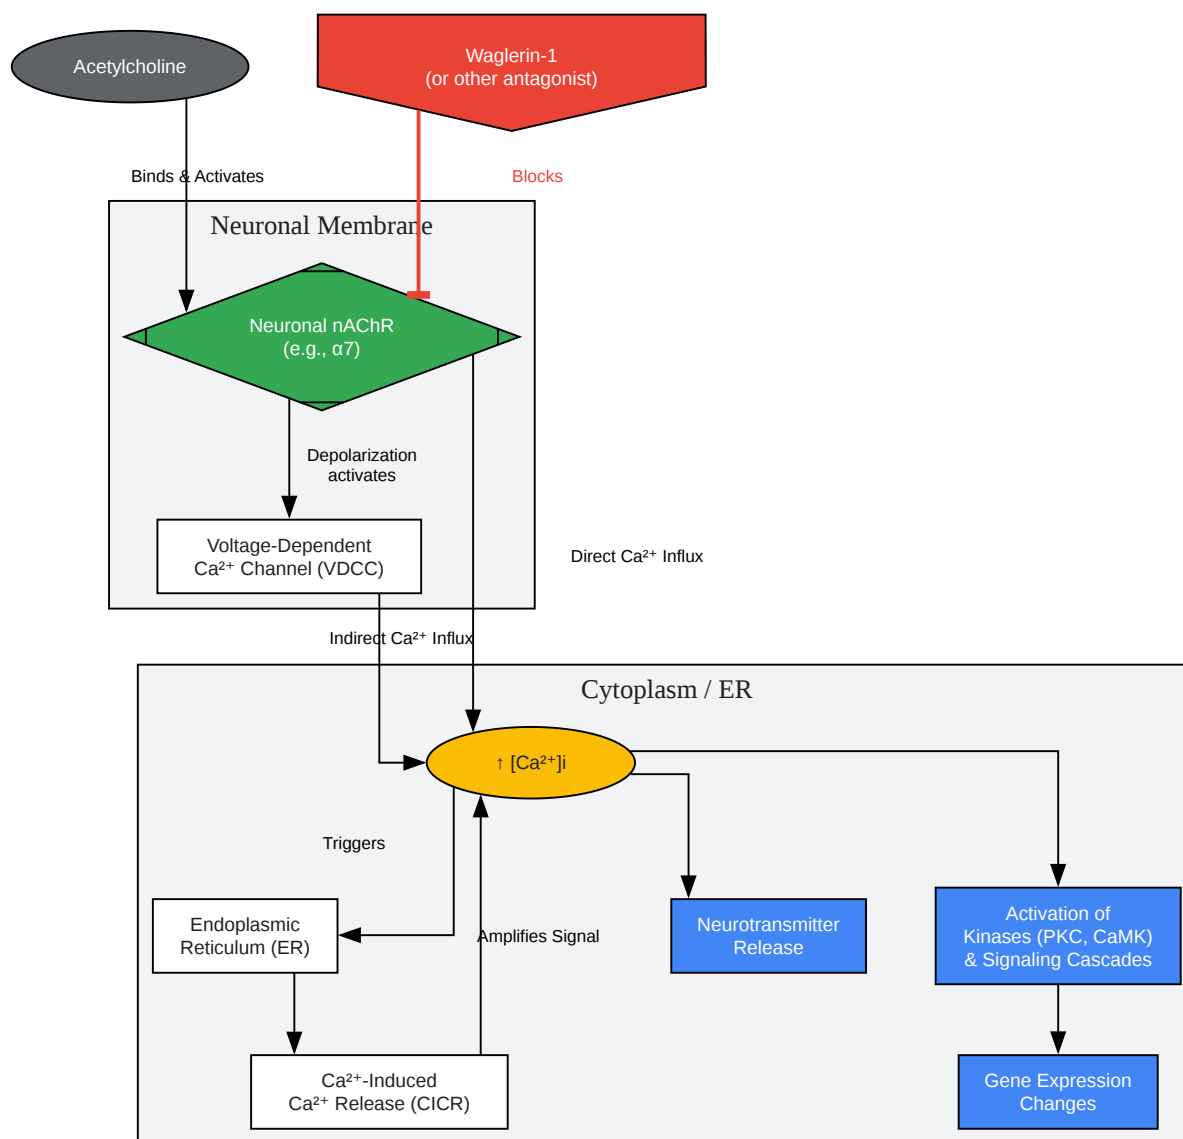 Acetylcholine
Waglerin-1
(or other antagonist)
Binds & Activates
Blocks
Neuronal Membrane
Neuronal nAChR
(e.g., α7)
Depolarization
activates
Voltage-Dependent
Ca²⁺ Channel (VDCC)
Direct Ca²⁺ Influx
Indirect Ca²⁺ Influx
Cytoplasm / ER
↑ [Ca²⁺]i
Triggers
Endoplasmic
Reticulum (ER)
Amplifies Signal
Neurotransmitter
Release
Activation of
Kinases (PKC, CaMK)
& Signaling Cascades
Ca²⁺-Induced
Ca²⁺ Release (CICR)
Gene Expression
Changes